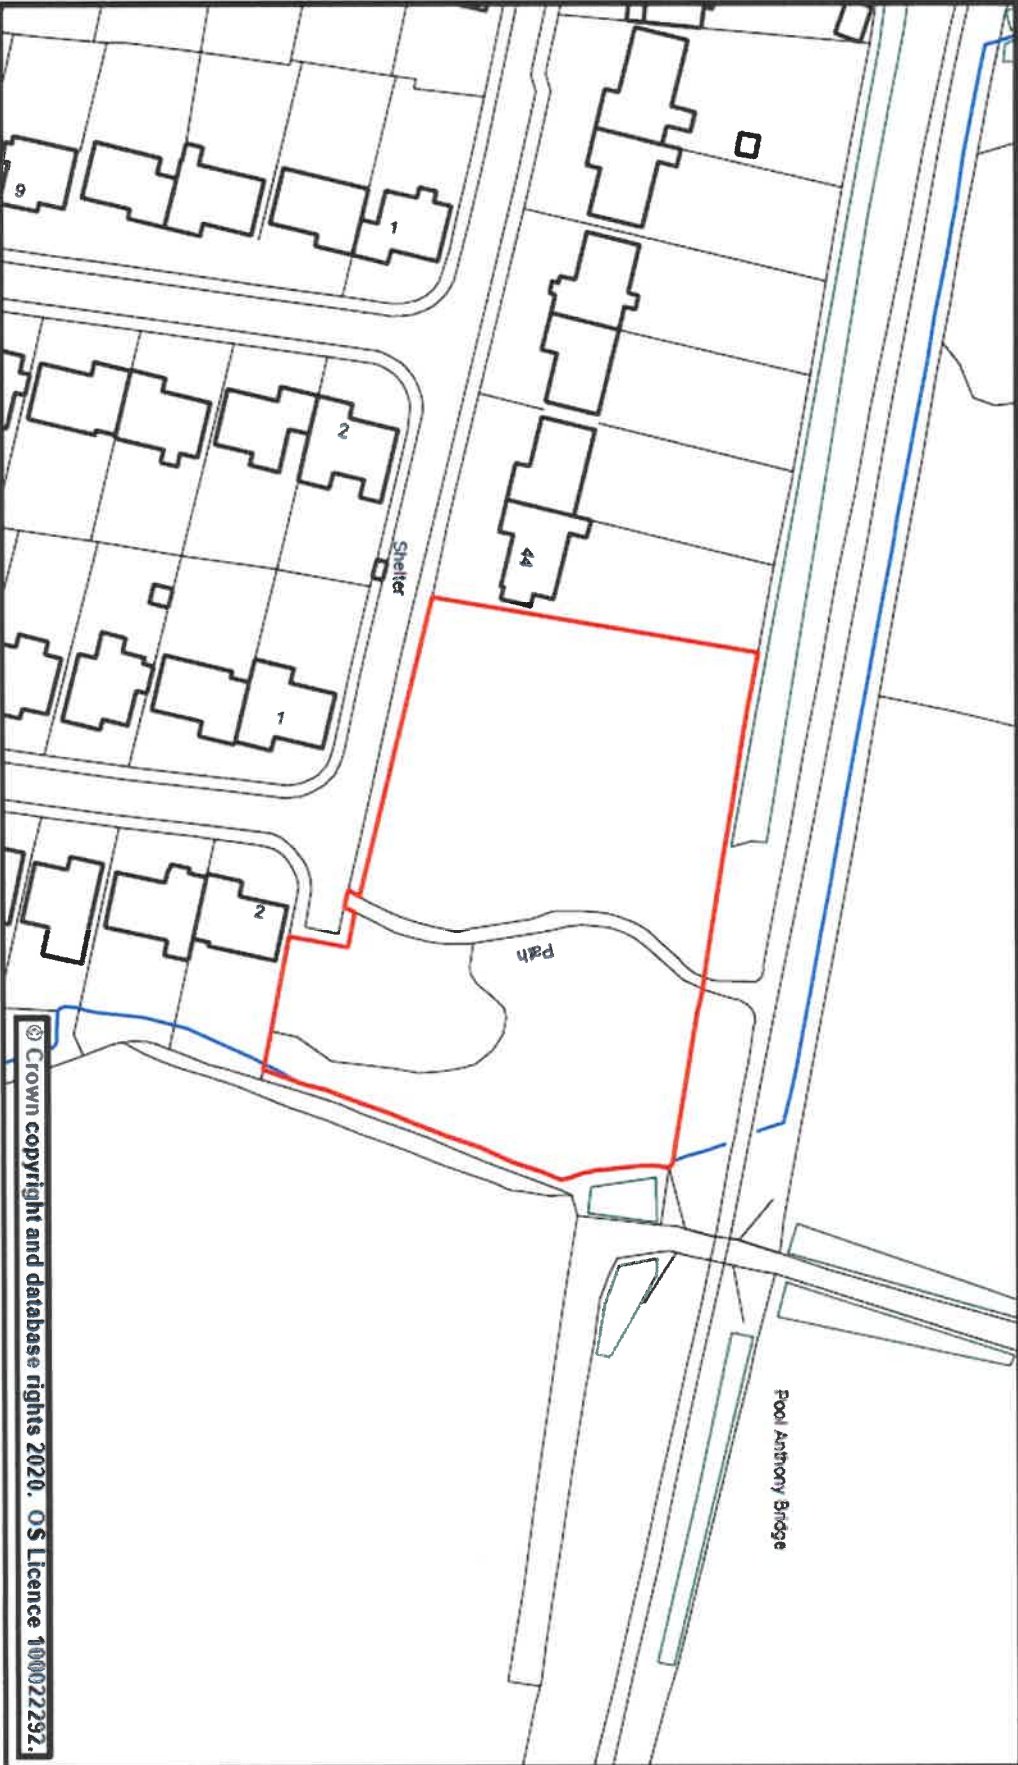 9
1
2
Shelter
44
1
2
Path
Pool Anthony Bridge
© Crown copyright and database rights 2020. OS Licence 100022292.